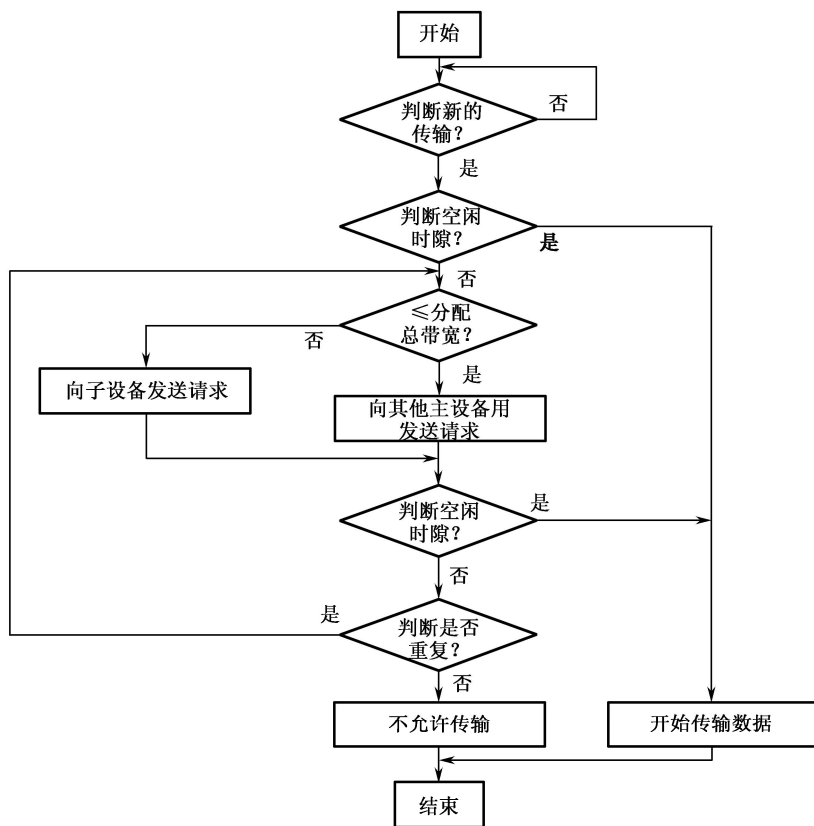 开始
判断新的
传输?
否
是
判断空闲
时隙?
是
否
≤分配
总带宽?
否
是
向子设备发送请求
向其他主设备用
发送请求
判断空闲
时隙?
是
否
是
判断是否
重复?
否
不允许传输
开始传输数据
结束